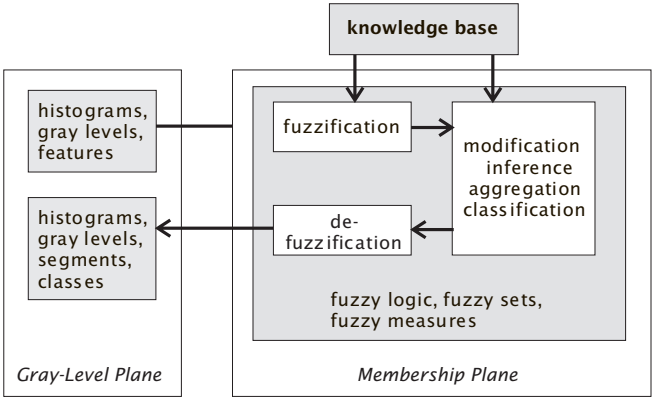 knowledge base
histograms,
gray levels,
features
fuzzification
modification
inference
aggregation
classification
histograms,
gray levels,
segments,
classes
de-
fuzzification
fuzzy logic, fuzzy sets,
fuzzy measures
Gray-Level Plane
Membership Plane